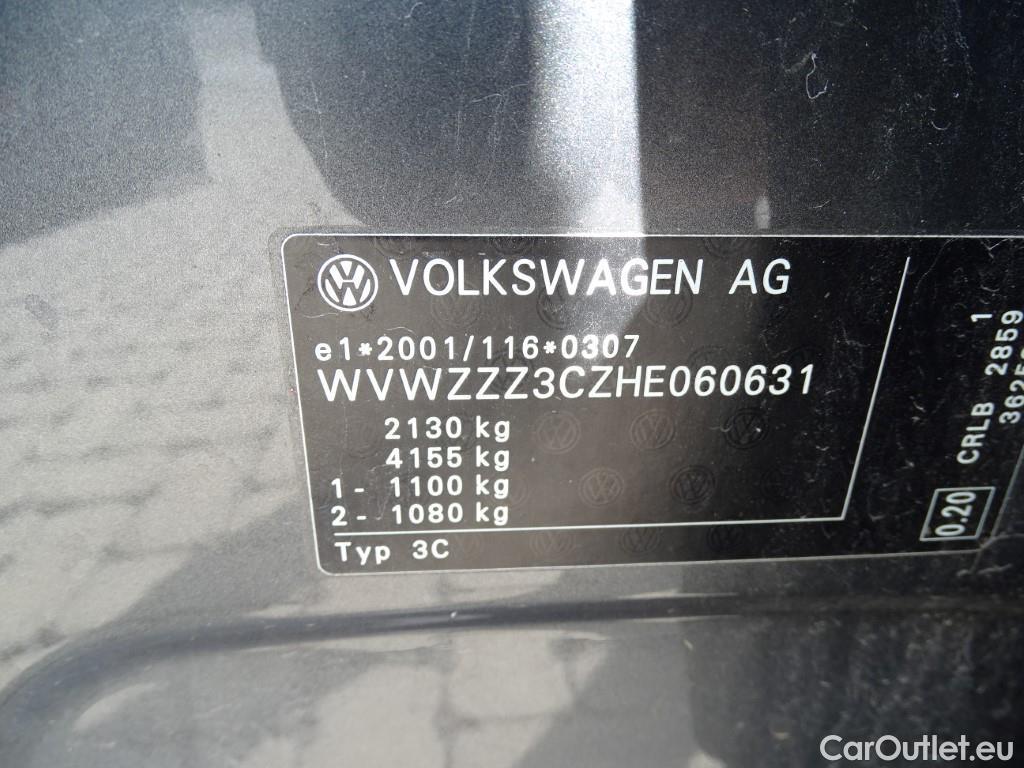 VOLKSWAGEN AG
e1*2001/116*0307
WVWZZZ3CZHE060631
2130 kg
4155 kg
1- 1100 kg
2- 1080 kg
Typ 3C
0.20 CRLB 2859 1
CarOutlet.eu